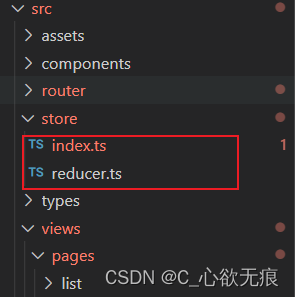 src
assets
components
router
store
TS index.ts 1
TS reducer.ts
types
views
pages
list
CSDN @C_心欲无痕